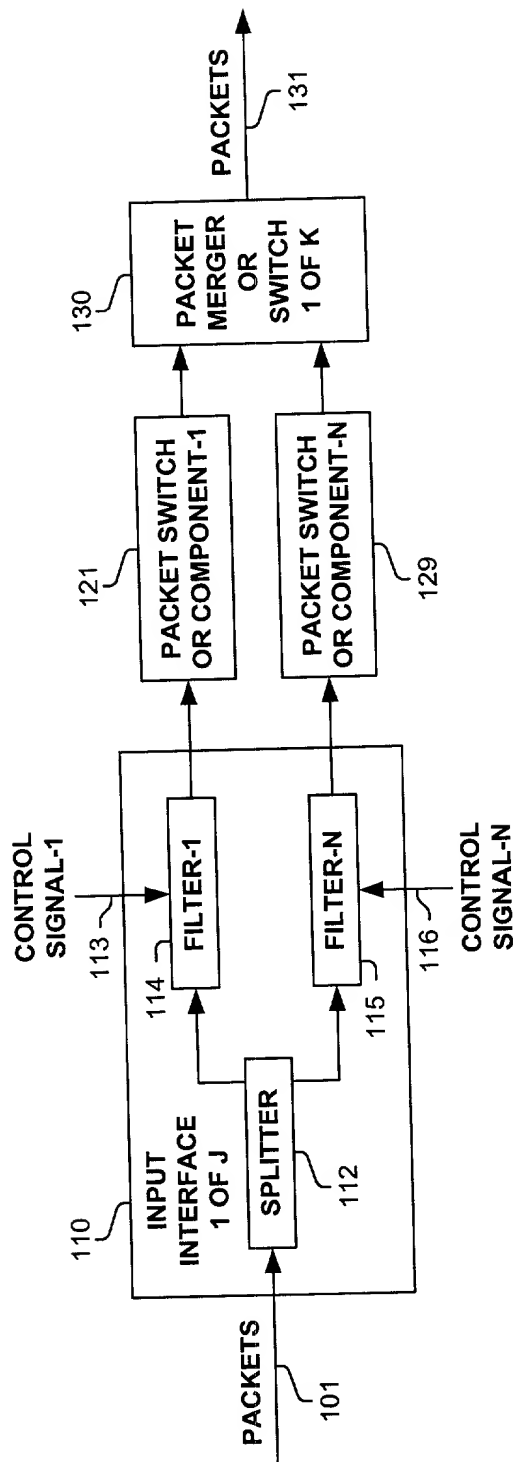 PACKETS
101
110
INPUT
INTERFACE
1 OF J
SPLITTER
112
CONTROL
SIGNAL-1
113
114
FILTER-1
FILTER-N
115
116
CONTROL
SIGNAL-N
121
PACKET SWITCH
OR COMPONENT-1
PACKET SWITCH
OR COMPONENT-N
129
130
PACKET
MERGER
OR
SWITCH
1 OF K
PACKETS
131